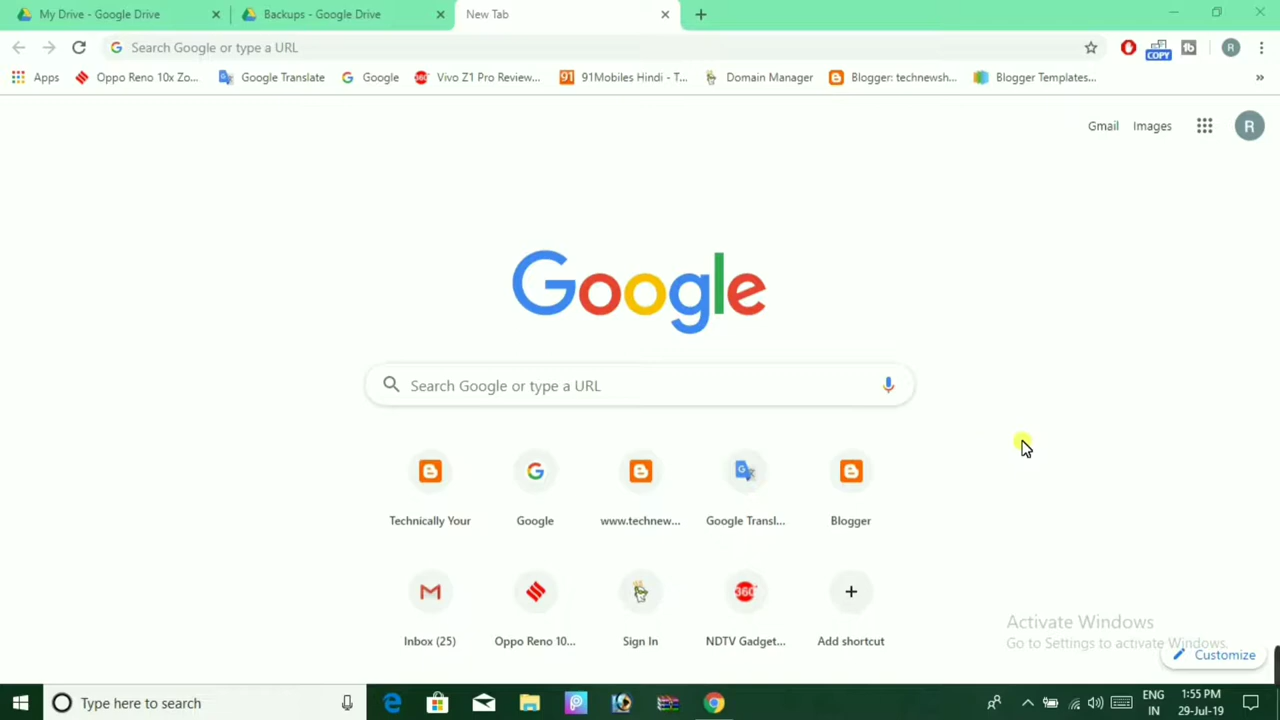 My Drive - Google Drive
Backups - Google Drive
New Tab
Search Google or type a URL
COPY
tb
R
Apps
Oppo Reno 10x Zo...
Google Translate
Google
Vivo Z1 Pro Review...
91Mobiles Hindi - T...
Domain Manager
Blogger: technewsh...
Blogger Templates...
Gmail
Images
R
Google
Search Google or type a URL
Technically Your
Google
www.technew...
Google Transl...
Blogger
Inbox (25)
Oppo Reno 10...
Sign In
NDTV Gadget...
Add shortcut
Activate Windows
Go to Settings to activate Windows.
Customize
Type here to search
ENG
IN
1:55 PM
29-Jul-19